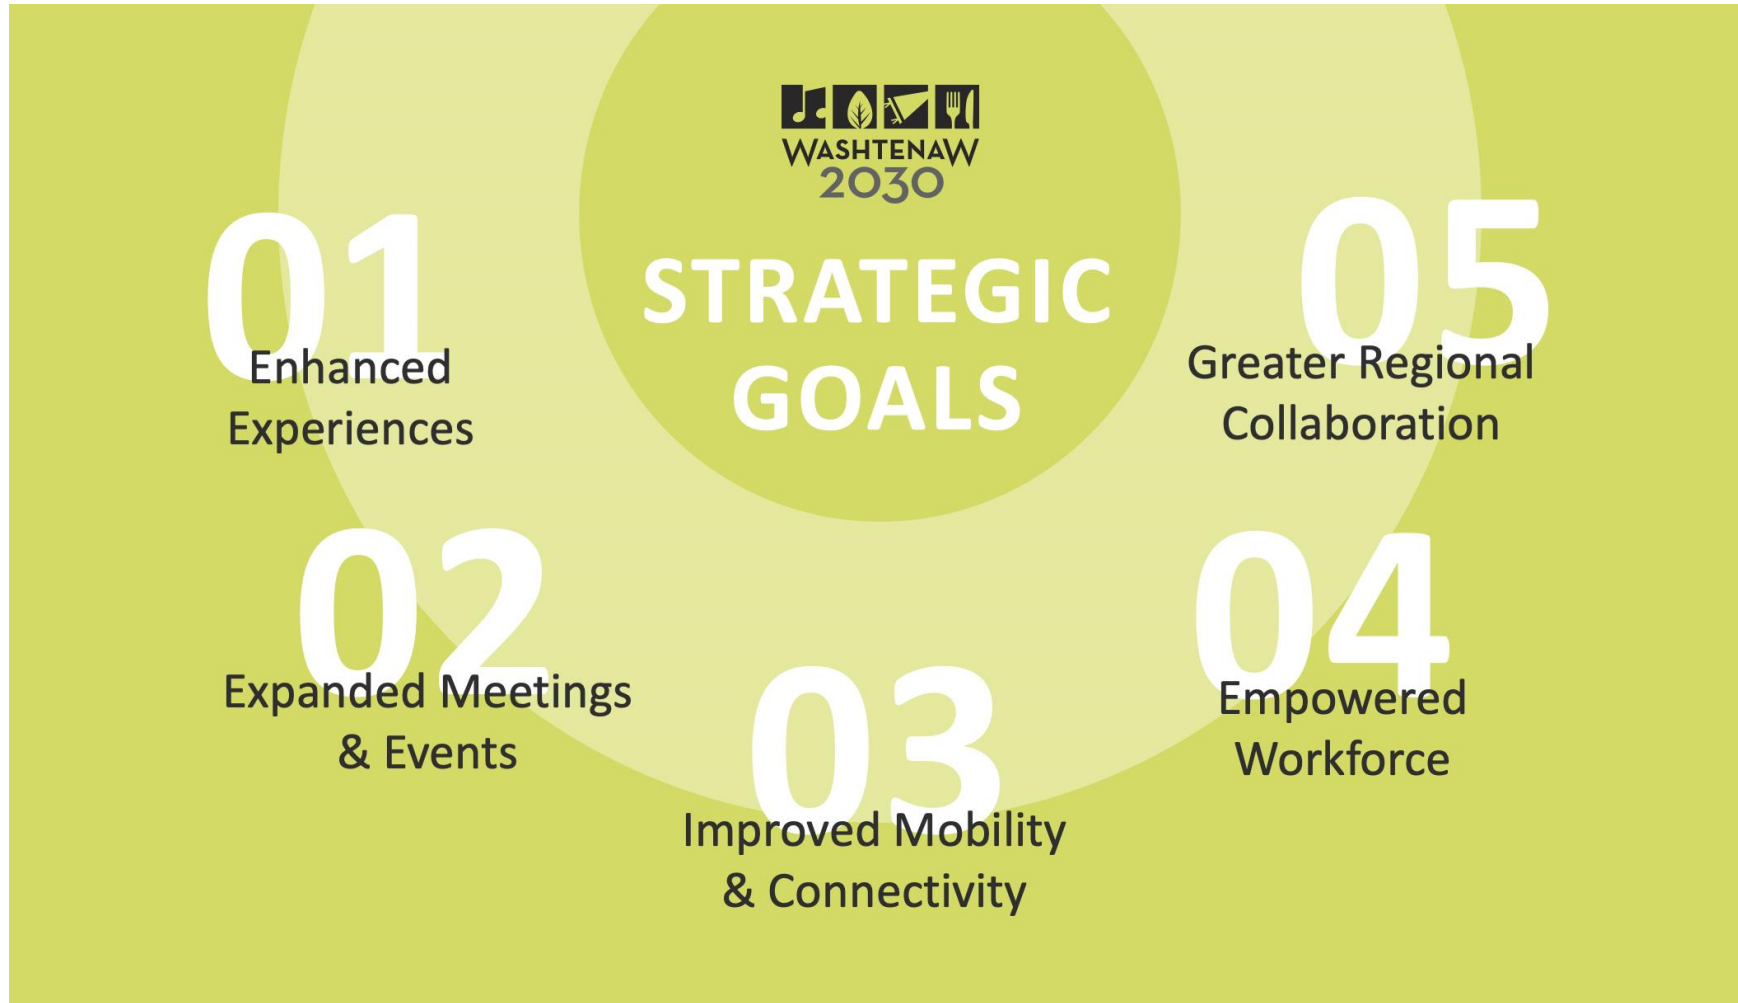 WASHTENAW
2030
STRATEGIC
GOALS
01
Enhanced
Experiences
02
Expanded Meetings
& Events
03
Improved Mobility
& Connectivity
04
Empowered
Workforce
05
Greater Regional
Collaboration